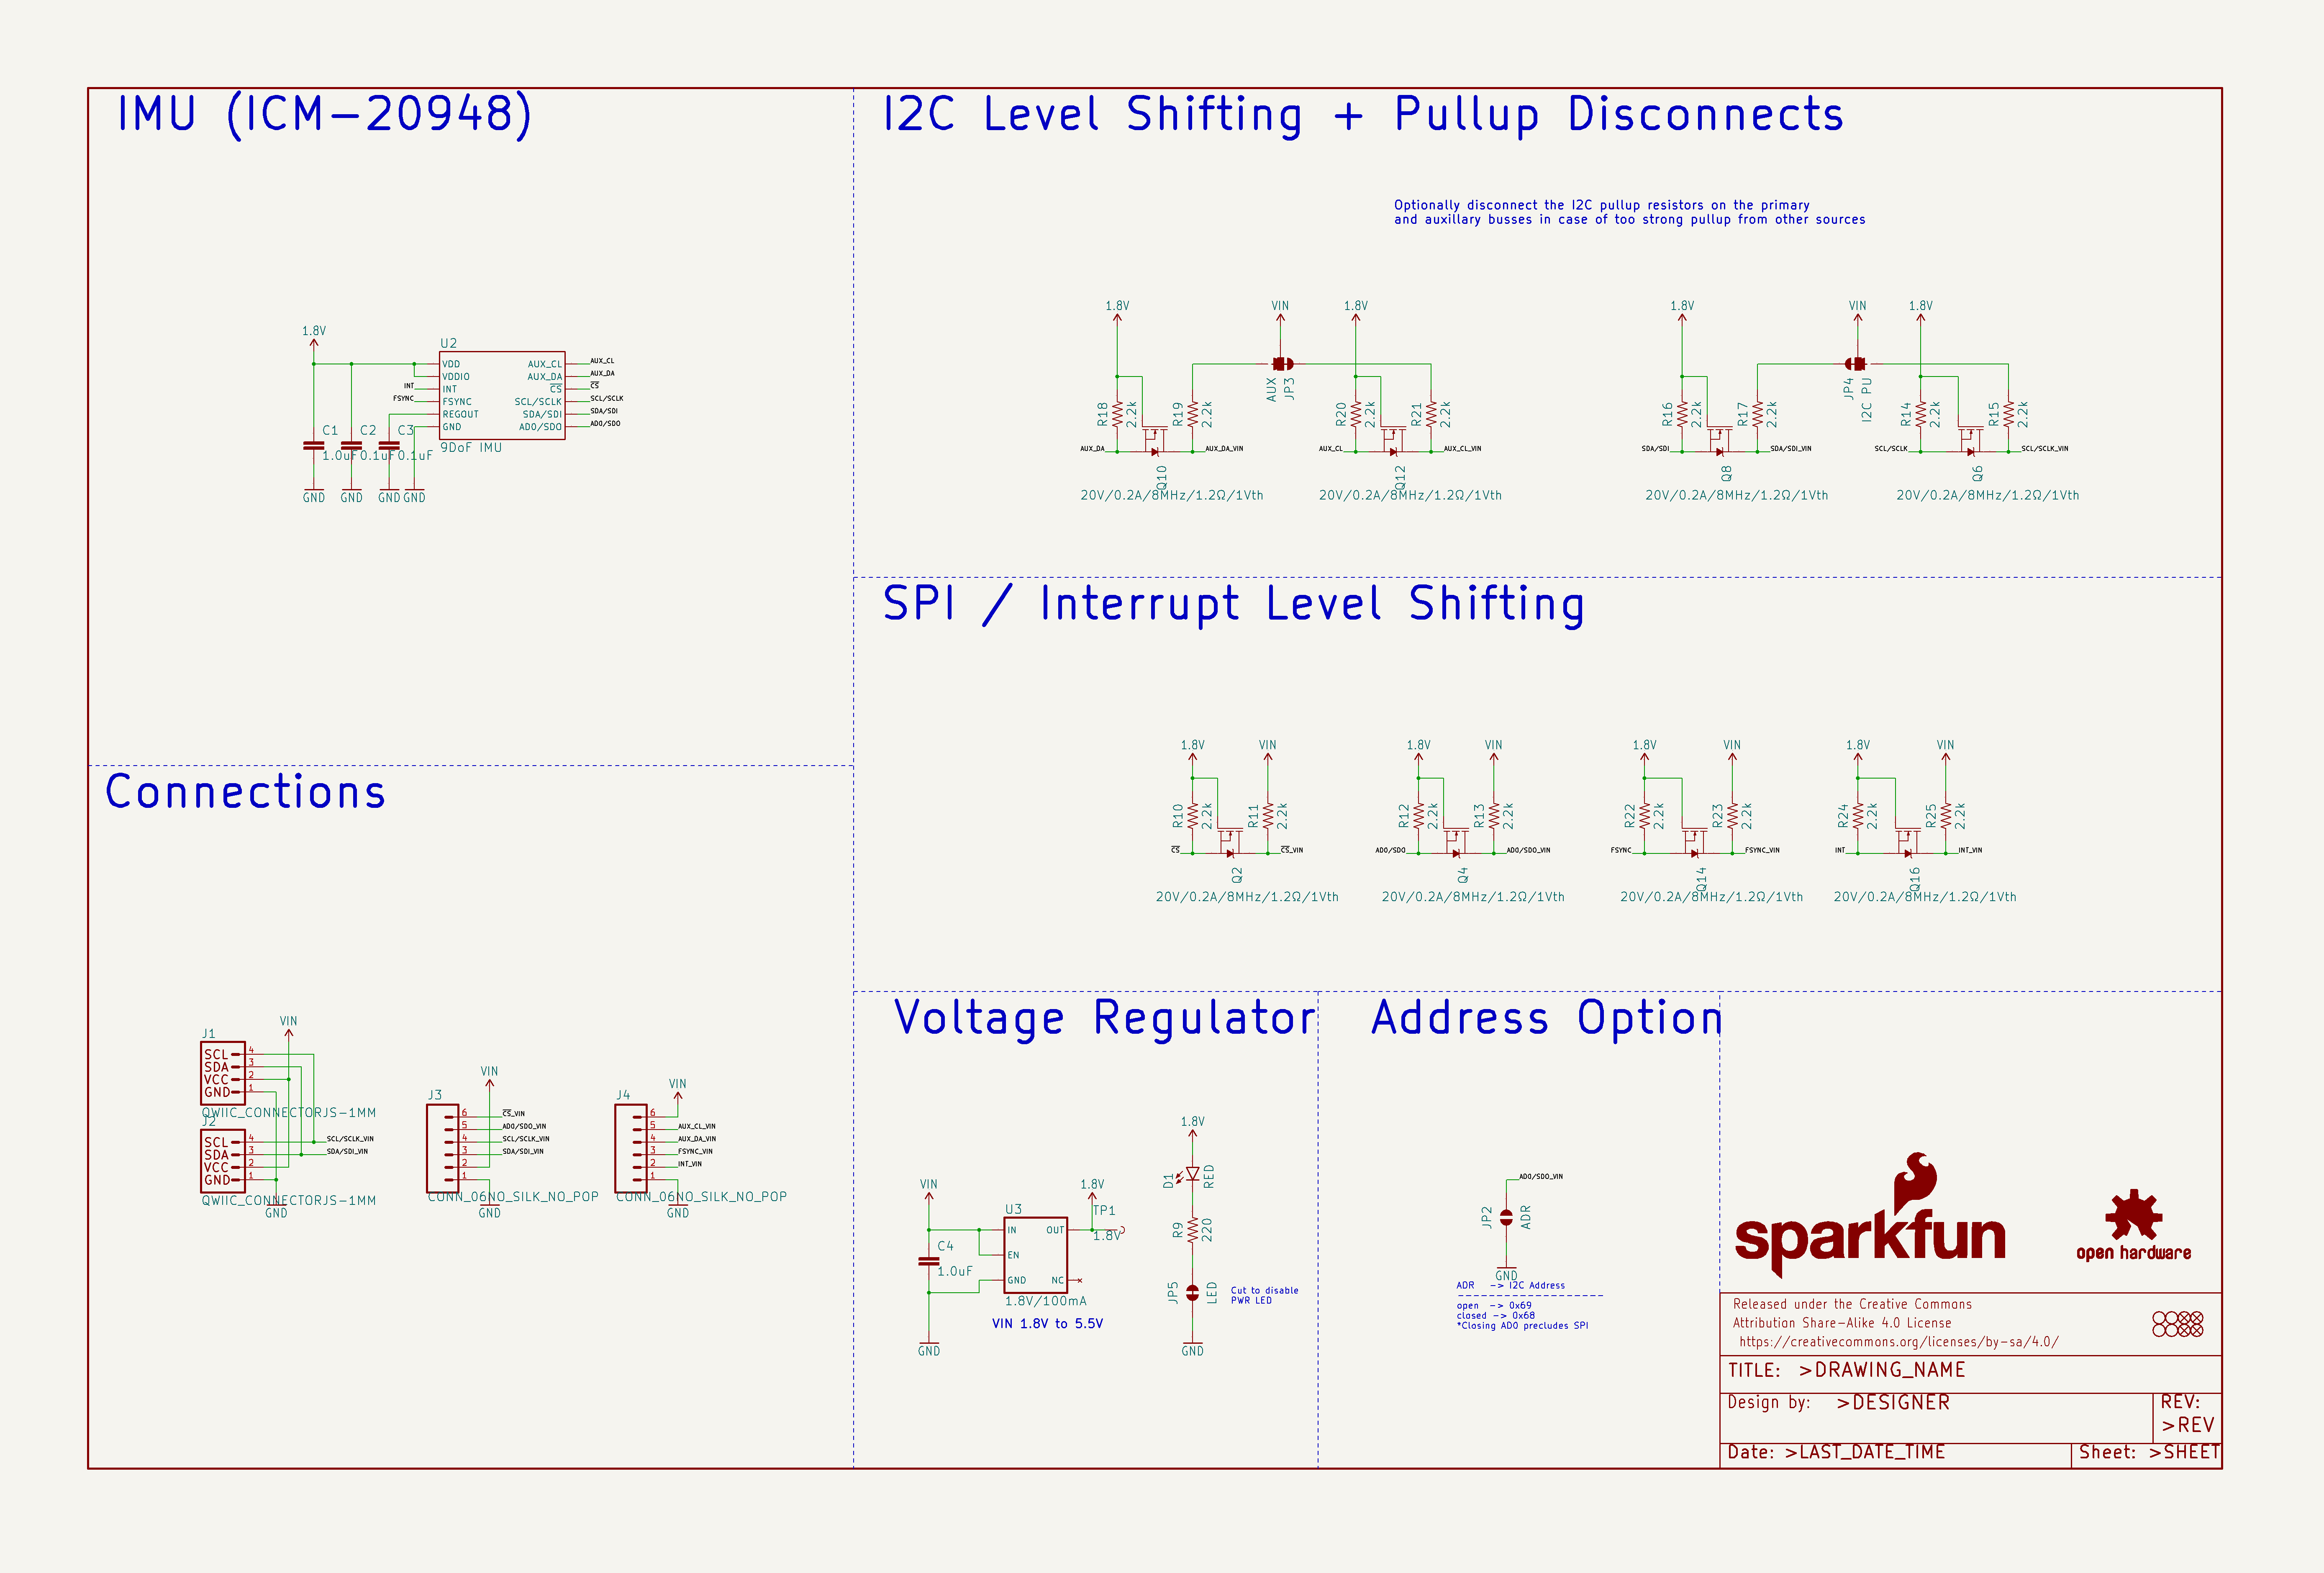 IMU (ICM-20948)
1.8V
U2
VDD
VDDIO
INT
FSYNC
REGOUT
GND
AUX_CL
AUX_DA
CS
SCL/SCLK
SDA/SDI
AD0/SDO
INT
FSYNC
AUX_CL
AUX_DA
CS
SCL/SCLK
SDA/SDI
AD0/SDO
9DoF IMU
C1
1.0uF
C2
0.1uF
C3
0.1uF
GND
GND
GND
GND
I2C Level Shifting + Pullup Disconnects
Optionally disconnect the I2C pullup resistors on the primary
and auxillary busses in case of too strong pullup from other sources
1.8V
VIN
1.8V
1.8V
VIN
1.8V
R18
2.2k
R19
2.2k
AUX
JP3
R20
2.2k
R21
2.2k
R16
2.2k
R17
2.2k
JP4
I2C PU
R14
2.2k
R15
2.2k
AUX_DA
AUX_DA_VIN
AUX_CL
AUX_CL_VIN
SDA/SDI
SDA/SDI_VIN
SCL/SCLK
SCL/SCLK_VIN
Q10
Q12
Q8
Q6
20V/0.2A/8MHz/1.2Ω/1Vth
20V/0.2A/8MHz/1.2Ω/1Vth
20V/0.2A/8MHz/1.2Ω/1Vth
20V/0.2A/8MHz/1.2Ω/1Vth
SPI / Interrupt Level Shifting
1.8V
VIN
1.8V
VIN
1.8V
VIN
1.8V
VIN
R10
2.2k
R11
2.2k
R12
2.2k
R13
2.2k
R22
2.2k
R23
2.2k
R24
2.2k
R25
2.2k
CS
CS_VIN
AD0/SDO
AD0/SDO_VIN
FSYNC
FSYNC_VIN
INT
INT_VIN
Q2
Q4
Q14
Q16
20V/0.2A/8MHz/1.2Ω/1Vth
20V/0.2A/8MHz/1.2Ω/1Vth
20V/0.2A/8MHz/1.2Ω/1Vth
20V/0.2A/8MHz/1.2Ω/1Vth
Connections
VIN
J1
SCL 4
SDA 3
VCC 2
GND 1
QWIIC_CONNECTORJS-1MM
J2
SCL 4
SDA 3
VCC 2
GND 1
SCL/SCLK_VIN
SDA/SDI_VIN
QWIIC_CONNECTORJS-1MM
GND
VIN
J3
6 CS_VIN
5 AD0/SDO_VIN
4 SCL/SCLK_VIN
3 SDA/SDI_VIN
2
1
CONN_06NO_SILK_NO_POP
GND
VIN
J4
6
5 AUX_CL_VIN
4 AUX_DA_VIN
3 FSYNC_VIN
2 INT_VIN
1
CONN_06NO_SILK_NO_POP
GND
Voltage Regulator
VIN
C4
1.0uF
GND
U3
IN
EN
GND
OUT
NC
1.8V/100mA
VIN 1.8V to 5.5V
1.8V
TP1
1.8V
1.8V
D1
RED
R9
220
JP5
LED
Cut to disable
PWR LED
GND
Address Option
AD0/SDO_VIN
JP2
ADR
GND
ADR -> I2C Address
-----------------------
open -> 0x69
closed -> 0x68
*Closing AD0 precludes SPI
sparkfun
open hardware
Released under the Creative Commons
Attribution Share-Alike 4.0 License
https://creativecommons.org/licenses/by-sa/4.0/
TITLE: >DRAWING_NAME
Design by: >DESIGNER
REV:
>REV
Date: >LAST_DATE_TIME
Sheet: >SHEET